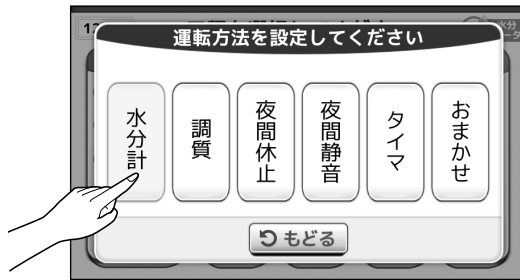 運転方法を設定してください
水分計
調質
夜間休止
夜間静音
タイマ
おまかせ
もどる